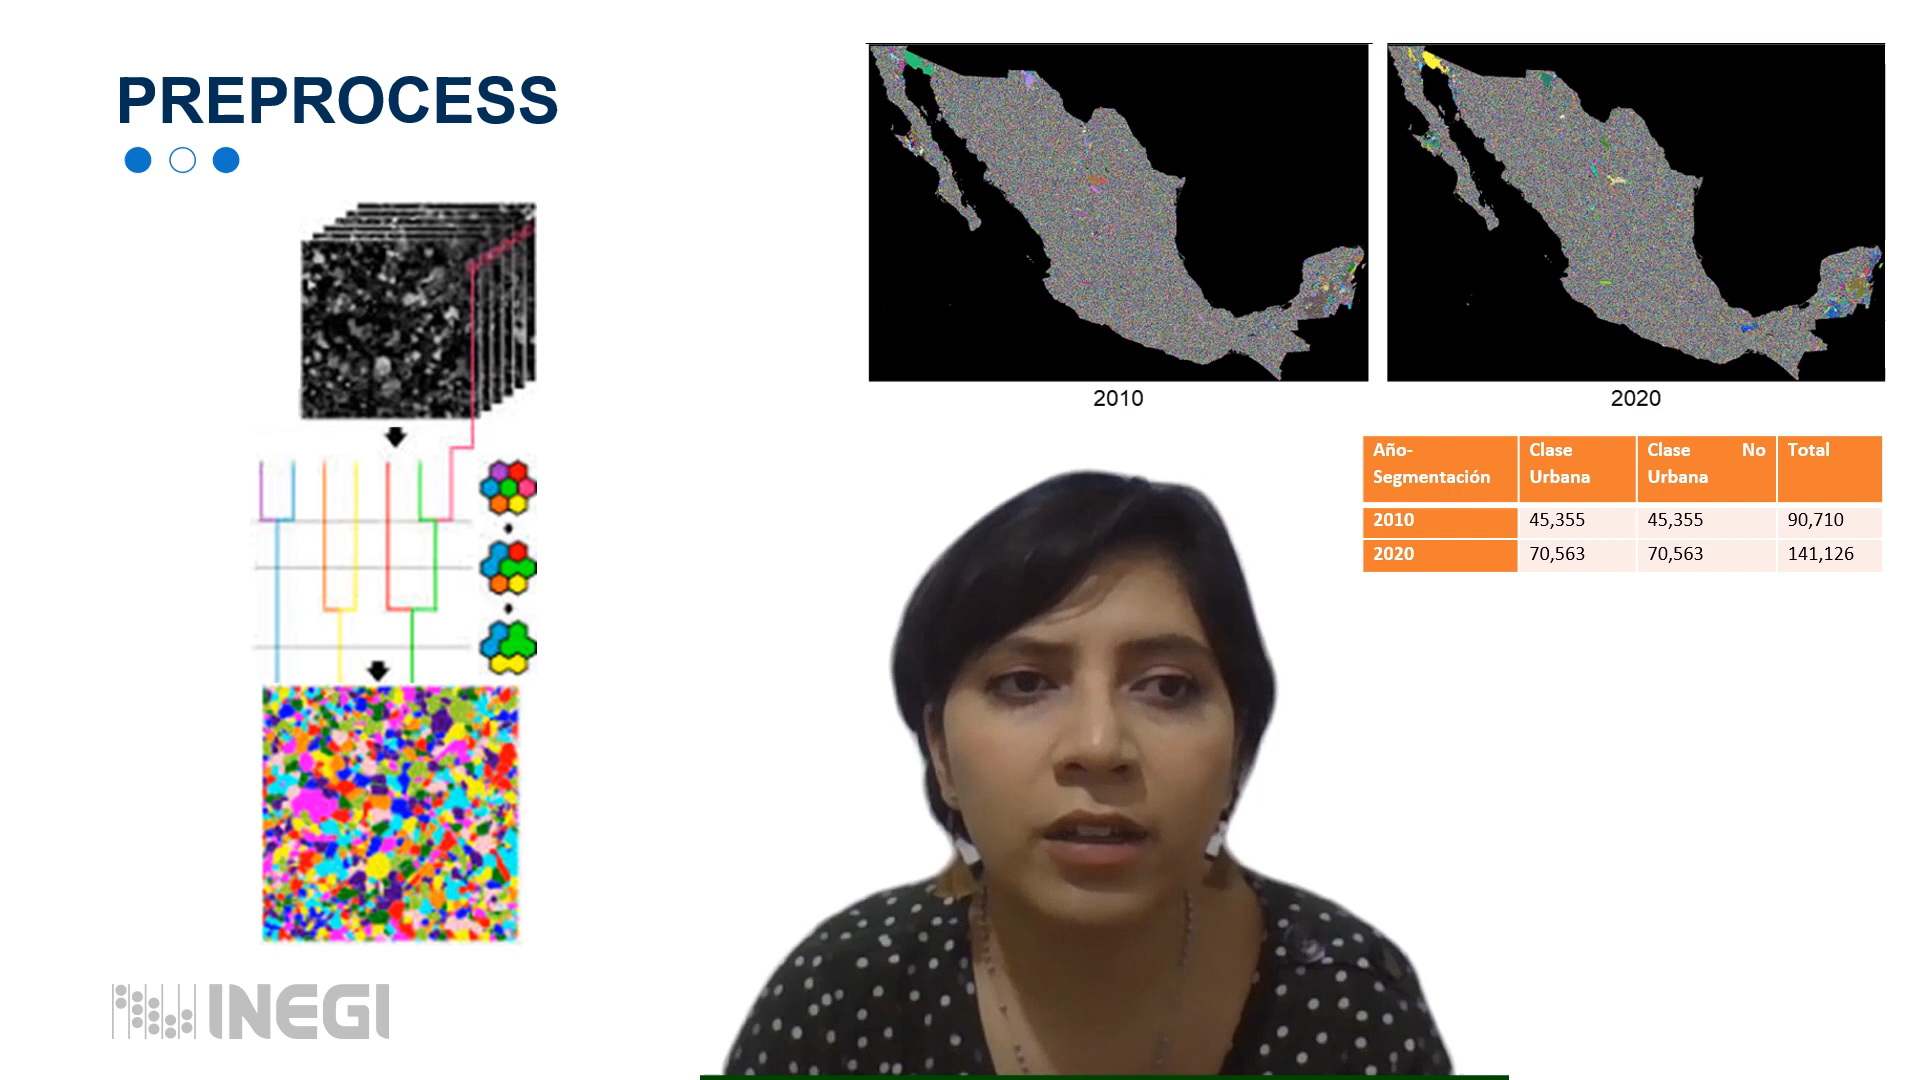 PREPROCESS
2010
2020
Año-Segmentación
Clase Urbana
Clase No Urbana
Total
2010 45,355 45,355 90,710
2020 70,563 70,563 141,126
INEGI